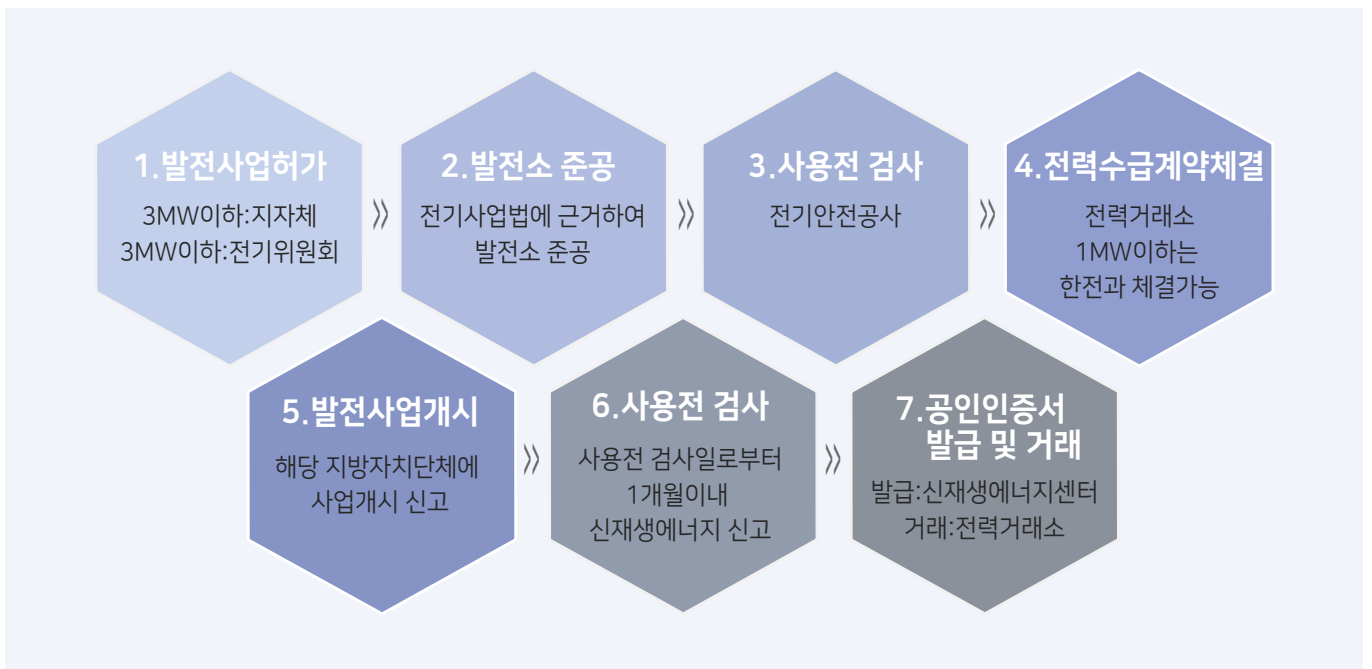 1.발전사업허가
3MW이하:지자체
3MW이하:전기위원회
2.발전소 준공
전기사업법에 근거하여
발전소 준공
3.사용전 검사
전기안전공사
4.전력수급계약체결
전력거래소
1MW이하는
한전과 체결가능
5.발전사업개시
해당 지방자치단체에
사업개시 신고
6.사용전 검사
사용전 검사일로부터
1개월이내
신재생에너지 신고
7.공인인증서
발급 및 거래
발급:신재생에너지센터
거래:전력거래소